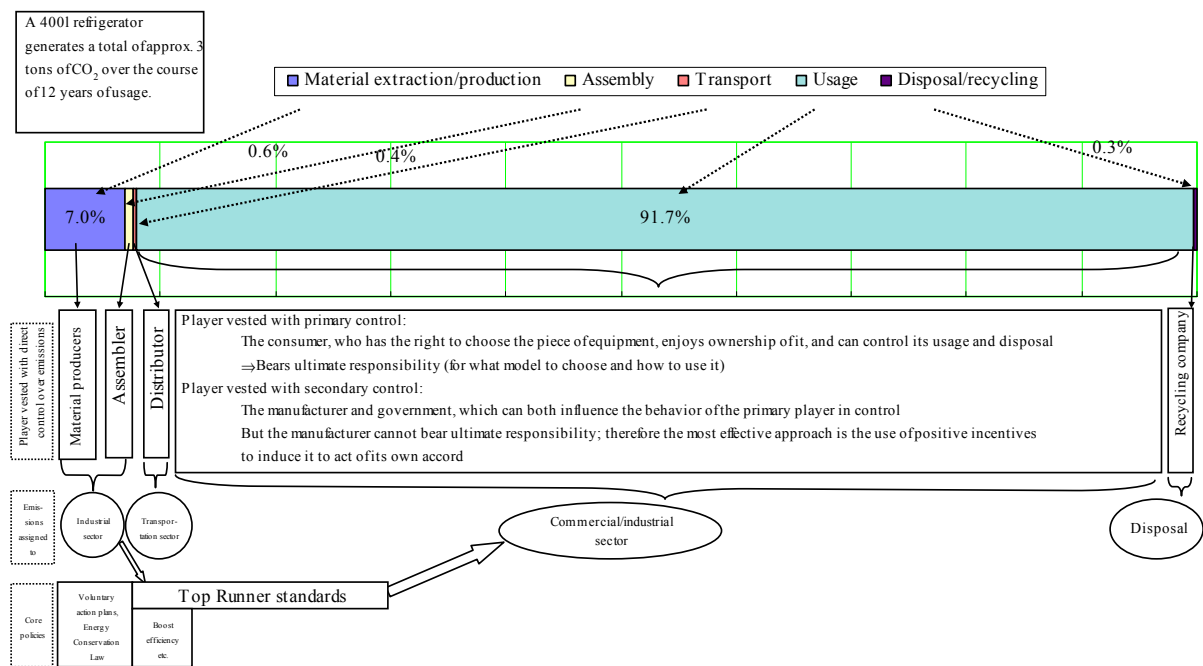 A 400l refrigerator
generates a total of approx. 3
tons of CO2 over the course
of 12 years of usage.
Material extraction/production Assembly Transport Usage Disposal/recycling
0.6%
0.4%
0.3%
7.0%
91.7%
Player vested with direct
control over emissions
Material producers
Assembler
Distributor
Player vested with primary control:
The consumer, who has the right to choose the piece of equipment, enjoys ownership of it, and can control its usage and disposal
⇒Bears ultimate responsibility (for what model to choose and how to use it)
Player vested with secondary control:
The manufacturer and government, which can both influence the behavior of the primary player in control
But the manufacturer cannot bear ultimate responsibility; therefore the most effective approach is the use of positive incentives
to induce it to act of its own accord
Recycling company
Emis-
sions
assigned
to
Industrial
sector
Transpor-
tation sector
Commercial/industrial
sector
Disposal
Core
policies
Voluntary
action plans,
Energy
Conservation
Law
Top Runner standards
Boost
efficiency
etc.